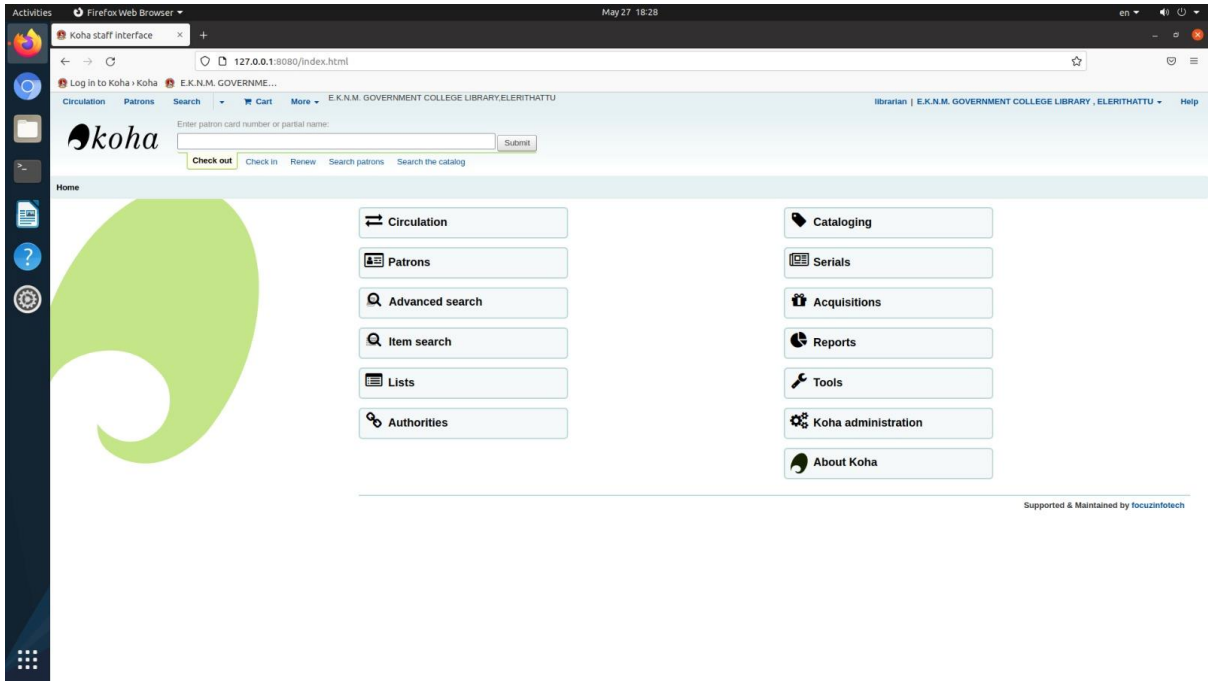 Activities Firefox Web Browser May 27 18:28 en
Koha staff interface × +
127.0.0.1:8080/index.html
Log in to Koha › Koha E.K.N.M. GOVERNME...
Circulation Patrons Search Cart More E.K.N.M. GOVERNMENT COLLEGE LIBRARY,ELERITHATTU librarian | E.K.N.M. GOVERNMENT COLLEGE LIBRARY , ELERITHATTU Help
Enter patron card number or partial name:
koha Submit
Check out Check in Renew Search patrons Search the catalog
Home
Circulation Cataloging
Patrons Serials
Advanced search Acquisitions
Item search Reports
Lists Tools
Authorities Koha administration
About Koha
Supported & Maintained by focuzinfotech